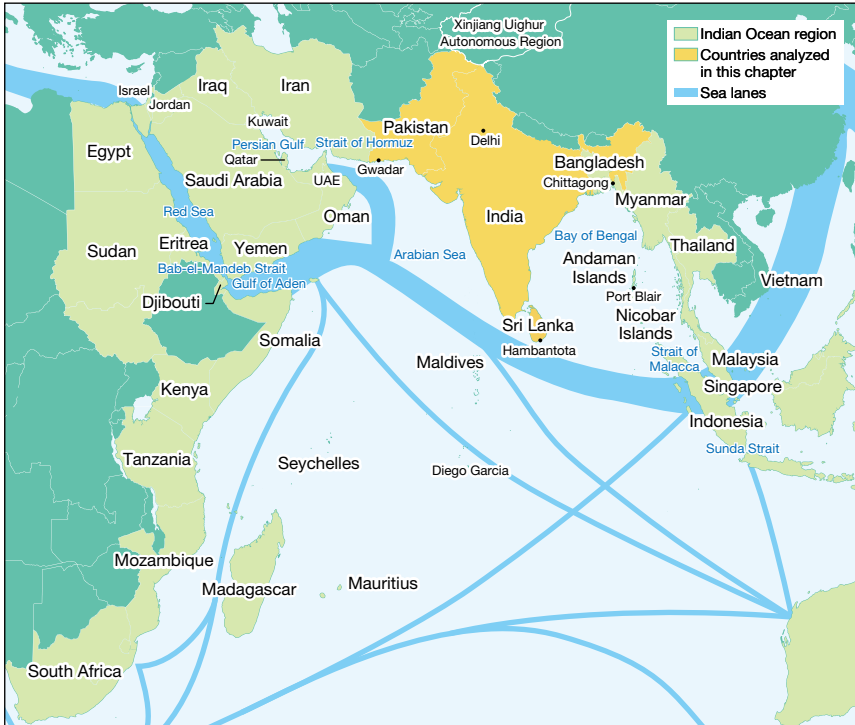 Xinjiang Uighur
Autonomous Region
Indian Ocean region
Countries analyzed
in this chapter
Sea lanes
Israel
Jordan
Iraq
Iran
Kuwait
Pakistan
Delhi
Persian Gulf
Strait of Hormuz
Qatar
Gwadar
Egypt
Saudi Arabia
UAE
Bangladesh
Chittagong
Myanmar
Oman
India
Red Sea
Eritrea
Yemen
Sudan
Arabian Sea
Bay of Bengal
Thailand
Bab-el-Mandeb Strait
Gulf of Aden
Andaman
Islands
Vietnam
Djibouti
Port Blair
Nicobar
Islands
Sri Lanka
Hambantota
Somalia
Maldives
Strait of
Malacca
Malaysia
Singapore
Kenya
Indonesia
Sunda Strait
Tanzania
Seychelles
Diego Garcia
Mozambique
Madagascar
Mauritius
South Africa